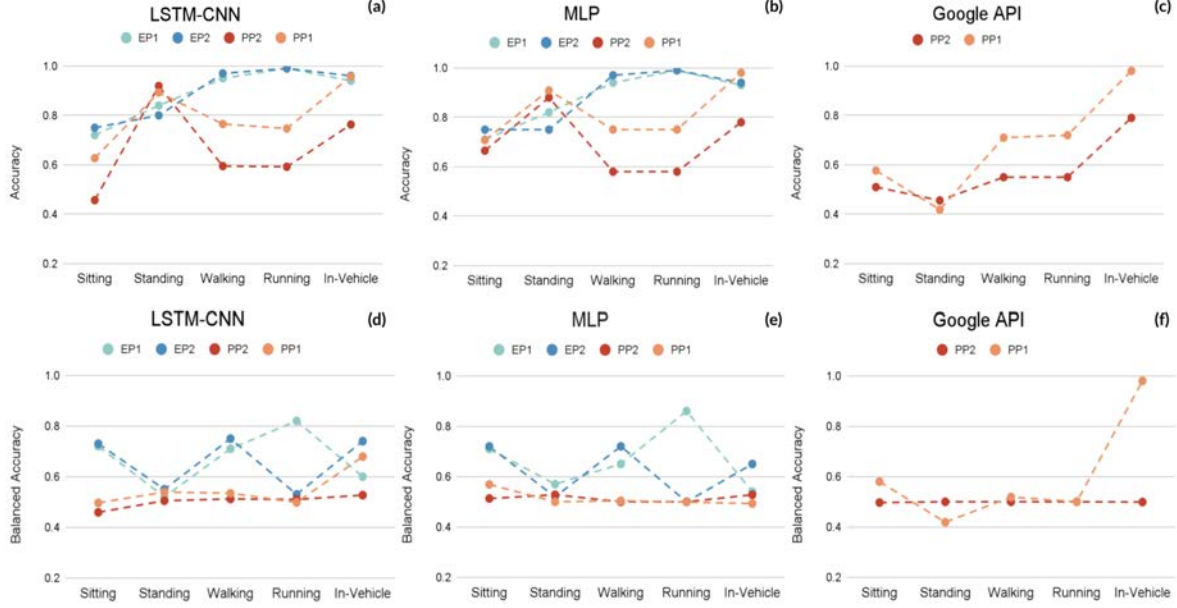 LSTM-CNN (a)
EP1 EP2 PP2 PP1
Accuracy
1.0
0.8
0.6
0.4
0.2
Sitting Standing Walking Running In-Vehicle
MLP (b)
EP1 EP2 PP2 PP1
Accuracy
1.0
0.8
0.6
0.4
0.2
Sitting Standing Walking Running In-Vehicle
Google API (c)
PP2 PP1
Accuracy
1.0
0.8
0.6
0.4
0.2
Sitting Standing Walking Running In-Vehicle
LSTM-CNN (d)
EP1 EP2 PP2 PP1
Balanced Accuracy
1.0
0.8
0.6
0.4
0.2
Sitting Standing Walking Running In-Vehicle
MLP (e)
EP1 EP2 PP2 PP1
Balanced Accuracy
1.0
0.8
0.6
0.4
0.2
Sitting Standing Walking Running In-Vehicle
Google API (f)
PP2 PP1
Balanced Accuracy
1.0
0.8
0.6
0.4
0.2
Sitting Standing Walking Running In-Vehicle